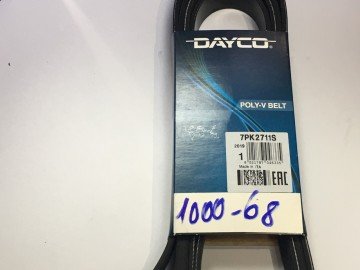 DAYCO
POLY-V BELT
7PK2711S
2019
1
Made in ITA
EAC
1000-68